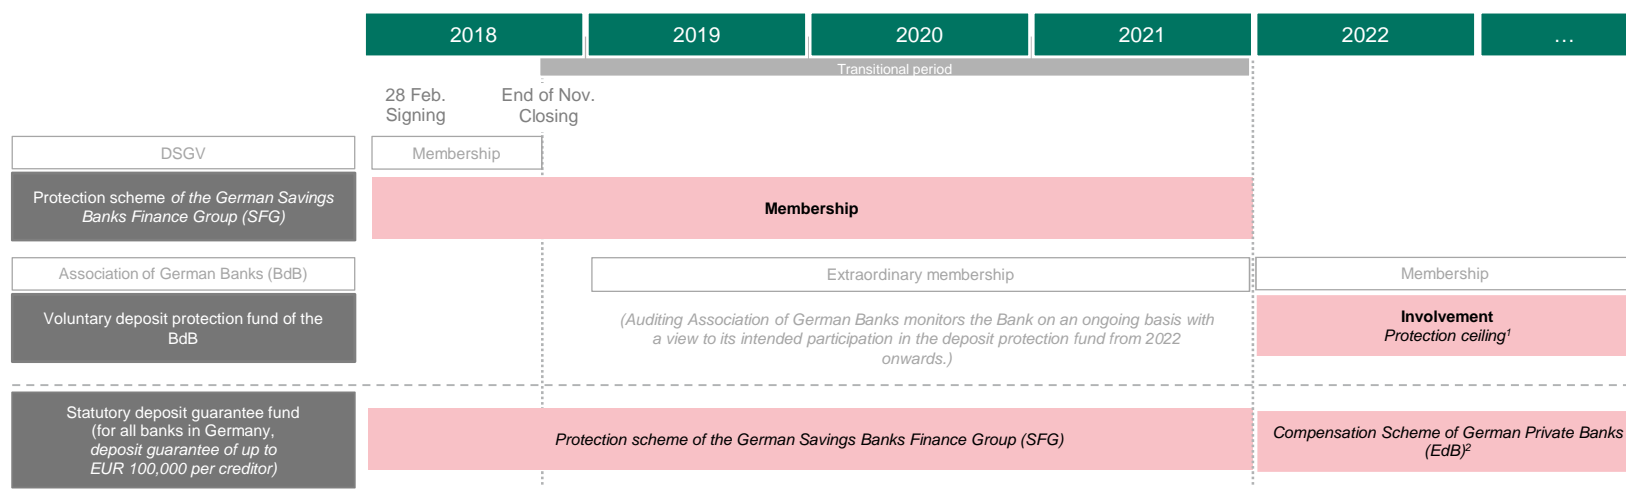 2018 2019 2020 2021 2022 …
Transitional period
28 Feb. End of Nov.
Signing Closing
DSGV Membership
Protection scheme of the German Savings
Banks Finance Group (SFG)
Membership
Association of German Banks (BdB) Extraordinary membership Membership
Voluntary deposit protection fund of the
BdB
(Auditing Association of German Banks monitors the Bank on an ongoing basis with
a view to its intended participation in the deposit protection fund from 2022
onwards.)
Involvement
Protection ceiling¹
Statutory deposit guarantee fund
(for all banks in Germany,
deposit guarantee of up to
EUR 100,000 per creditor)
Protection scheme of the German Savings Banks Finance Group (SFG)
Compensation Scheme of German Private Banks
(EdB)²